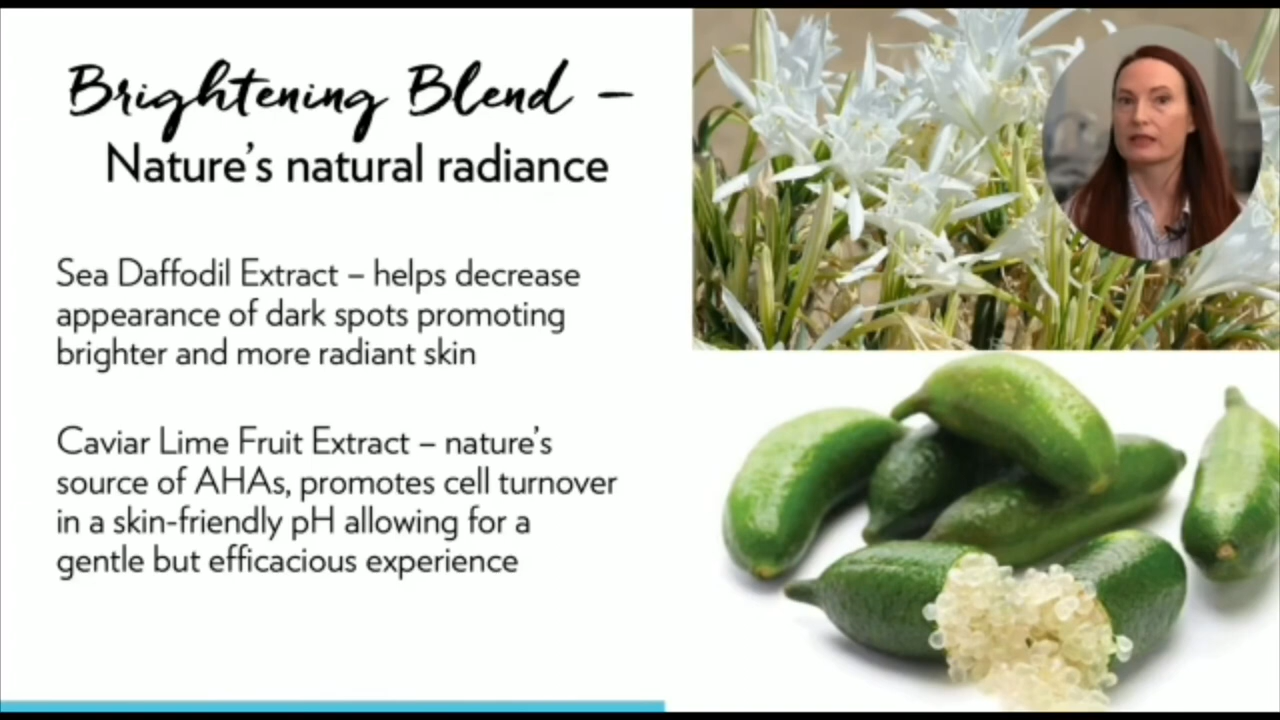 Brightening Blend –
Nature's natural radiance
Sea Daffodil Extract – helps decrease
appearance of dark spots promoting
brighter and more radiant skin
Caviar Lime Fruit Extract – nature's
source of AHAs, promotes cell turnover
in a skin-friendly pH allowing for a
gentle but efficacious experience